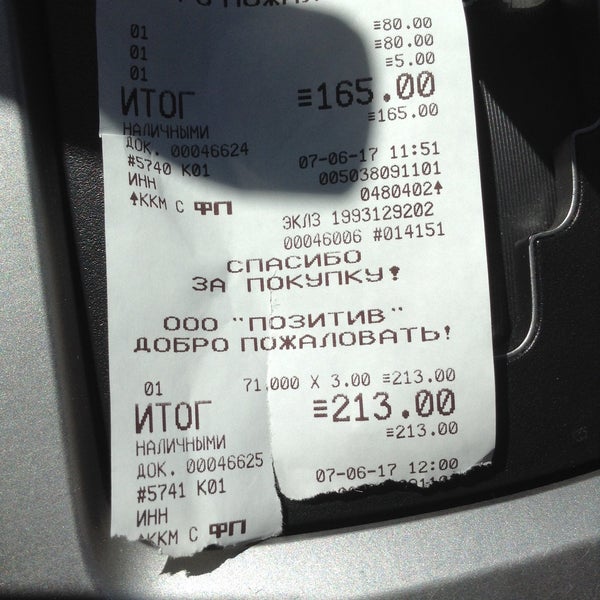 01 ≡80.00
01 ≡80.00
01 ≡5.00
ИТОГ ≡165.00
НАЛИЧНЫМИ ≡165.00
ДОК. 00046624 07-06-17 11:51
#5740 К01 005038091101
ИНН 0480402↑
↑ККМ С ФП ЭКЛЗ 1993129202
00046006 #014151
СПАСИБО
ЗА ПОКУПКУ!
ООО "ПОЗИТИВ"
ДОБРО ПОЖАЛОВАТЬ!
01 71.000 X 3.00 ≡213.00
ИТОГ ≡213.00
НАЛИЧНЫМИ ≡213.00
ДОК. 00046625 07-06-17 12:00
#5741 К01
ИНН
ККМ С ФП